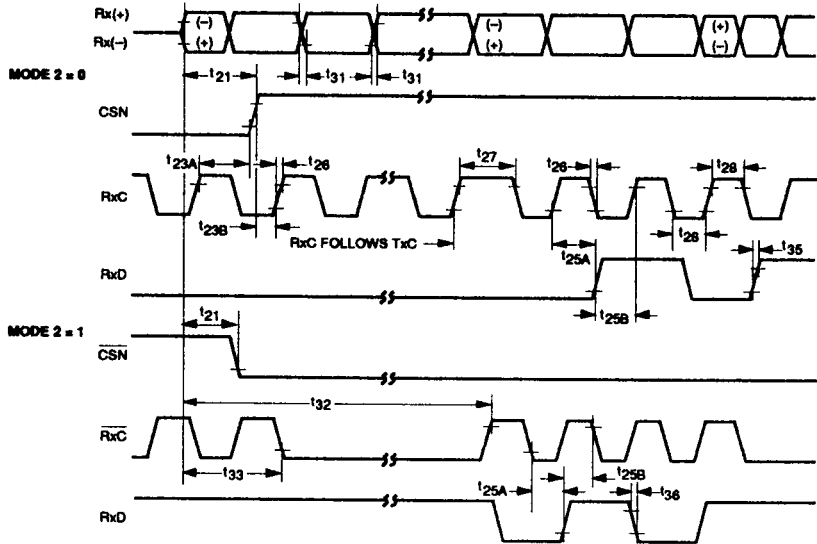 Rx(+)
Rx(–)
(–)
(+)
(–)
(+)
(+)
(–)
t21
t31
t31
MODE 2 = 0
CSN
t23A
t26
t27
t26
t28
RxC
t23B
RxC FOLLOWS TxC
t25A
t28
t35
RxD
t25B
t21
MODE 2 = 1
CSN
t32
RxC
t33
t25A
t25B
t36
RxD